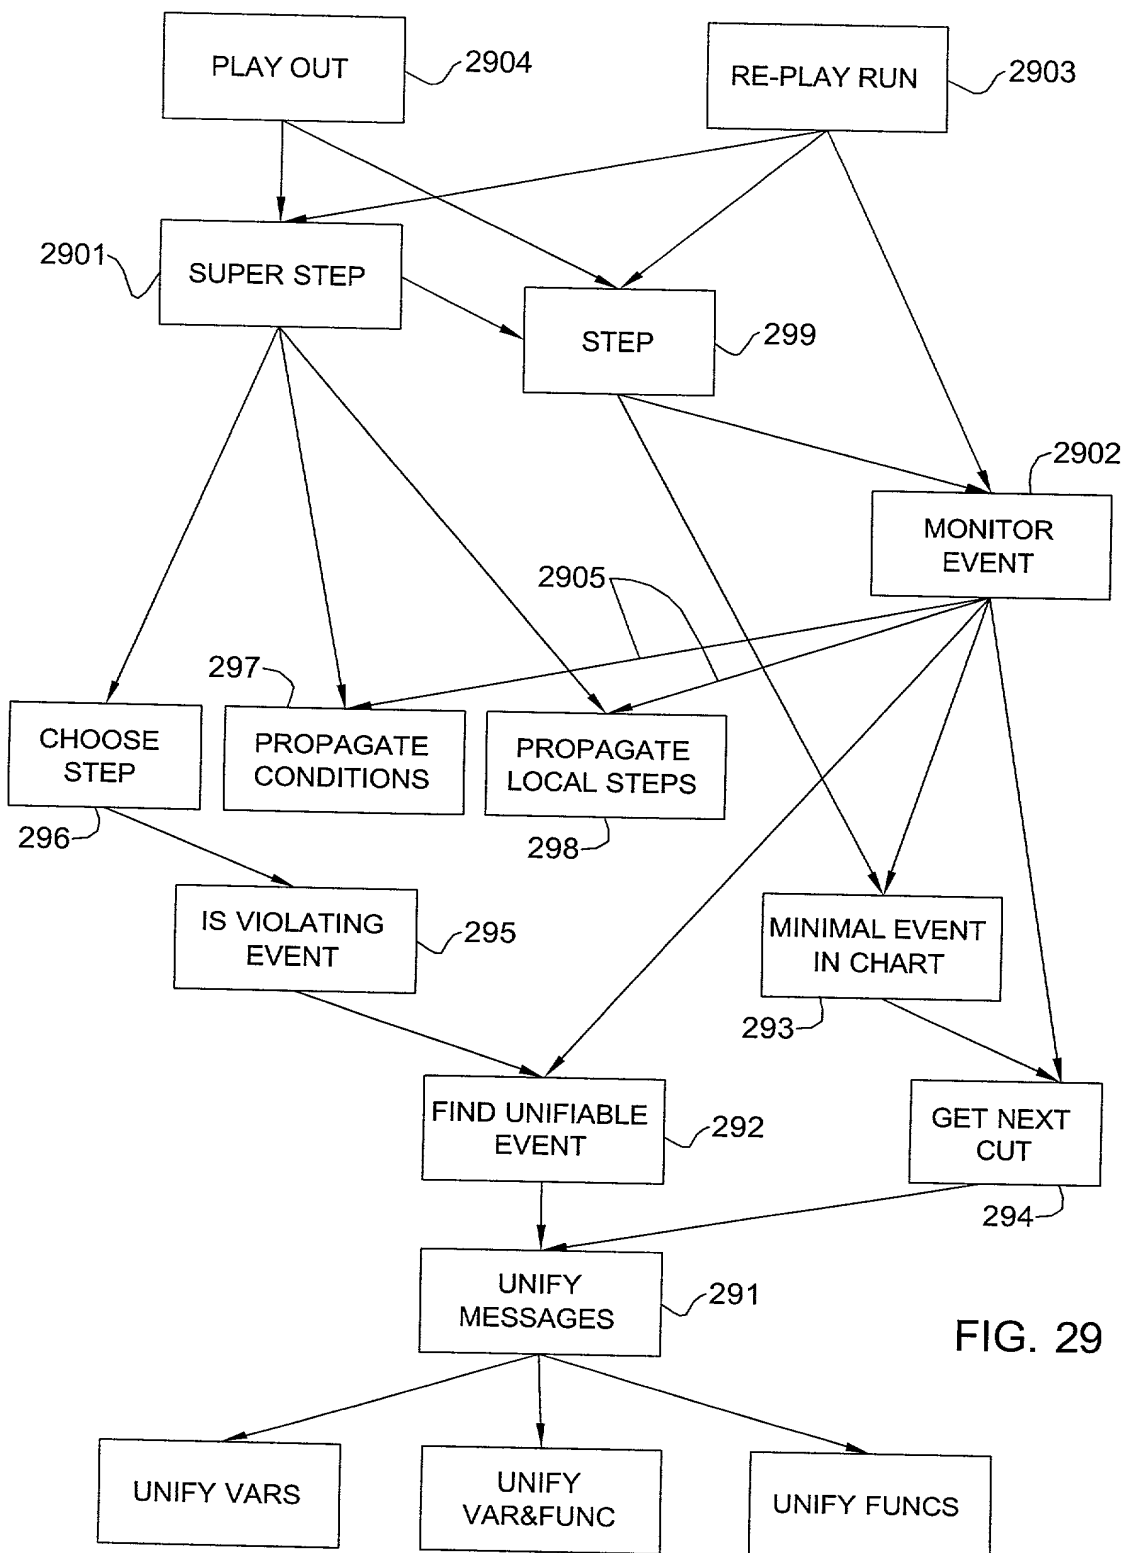 PLAY OUT
2904
RE-PLAY RUN
2903
2901
SUPER STEP
STEP
299
2902
MONITOR
EVENT
2905
297
CHOOSE
STEP
PROPAGATE
CONDITIONS
PROPAGATE
LOCAL STEPS
296
298
IS VIOLATING
EVENT
295
MINIMAL EVENT
IN CHART
293
FIND UNIFIABLE
EVENT
292
GET NEXT
CUT
294
UNIFY
MESSAGES
291
FIG. 29
UNIFY VARS
UNIFY
VAR&FUNC
UNIFY FUNCS